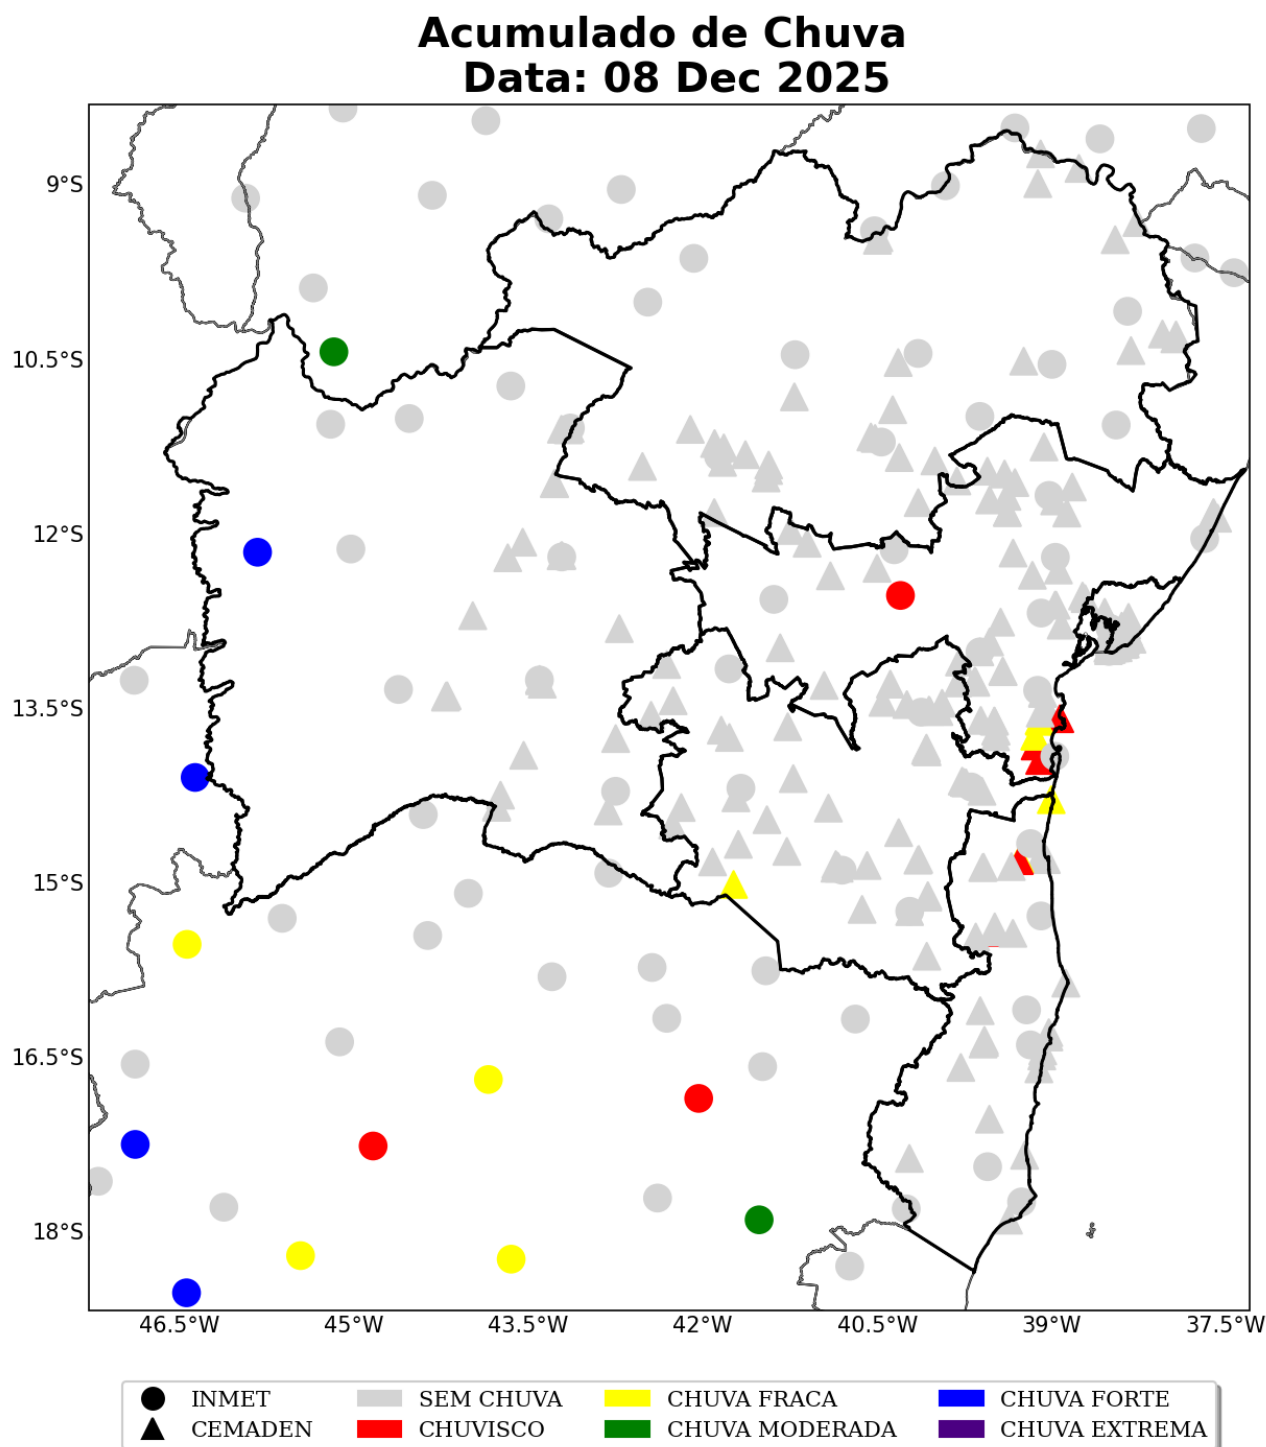 Acumulado de Chuva
Data: 08 Dec 2025
9°S
10.5°S
12°S
13.5°S
15°S
16.5°S
18°S
46.5°W 45°W 43.5°W 42°W 40.5°W 39°W 37.5°W
INMET SEM CHUVA CHUVA FRACA CHUVA FORTE
CEMADEN CHUVISCO CHUVA MODERADA CHUVA EXTREMA